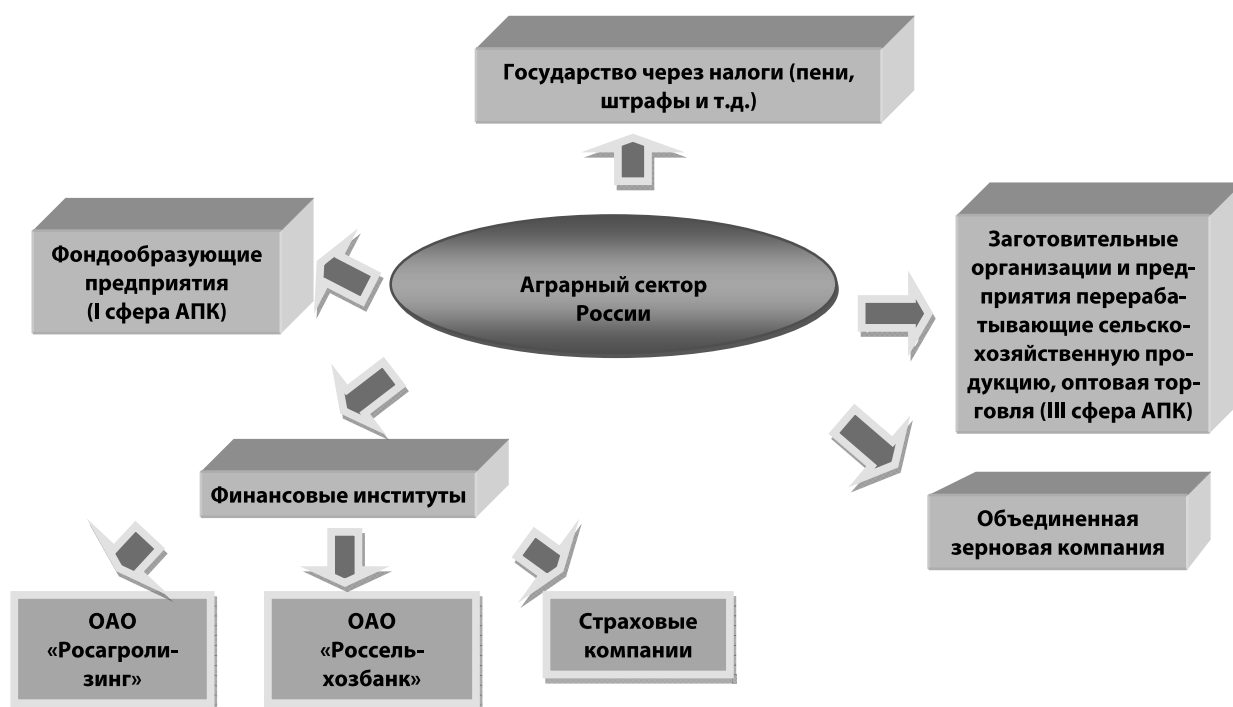 Государство через налоги (пени,
штрафы и т.д.)
Фондообразующие
предприятия
(I сфера АПК)
Аграрный сектор
России
Заготовительные
организации и пред-
приятия перераба-
тывающие сельско-
хозяйственную про-
дукцию, оптовая тор-
говля (III сфера АПК)
Финансовые институты
Объединенная
зерновая компания
ОАО
«Росагроли-
зинг»
ОАО
«Россель-
хозбанк»
Страховые
компании